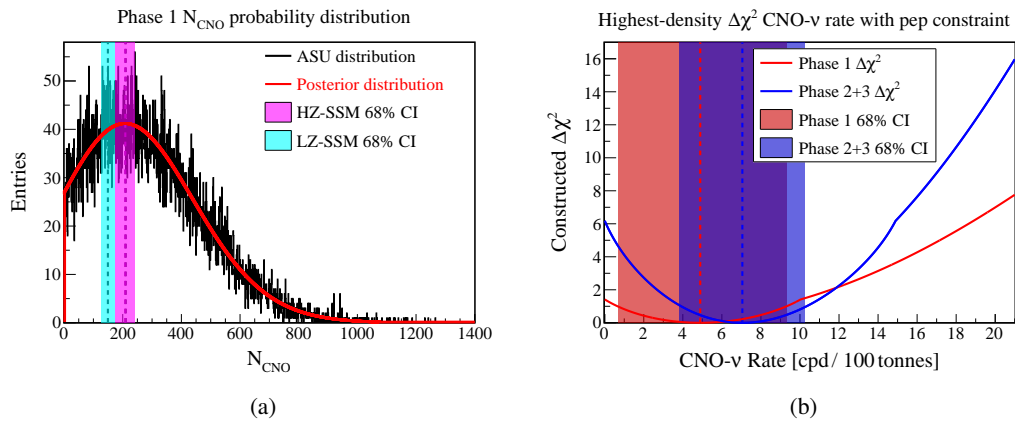 Phase 1 N_CNO probability distribution
Entries
50
40
30
20
10
0
ASU distribution
Posterior distribution
HZ-SSM 68% CI
LZ-SSM 68% CI
0 200 400 600 800 1000 1200 1400
N_CNO
(a)
Highest-density Δχ² CNO-ν rate with pep constraint
Constructed Δχ²
16
14
12
10
8
6
4
2
0
Phase 1 Δχ²
Phase 2+3 Δχ²
Phase 1 68% CI
Phase 2+3 68% CI
0 2 4 6 8 10 12 14 16 18 20
CNO-ν Rate [cpd / 100 tonnes]
(b)